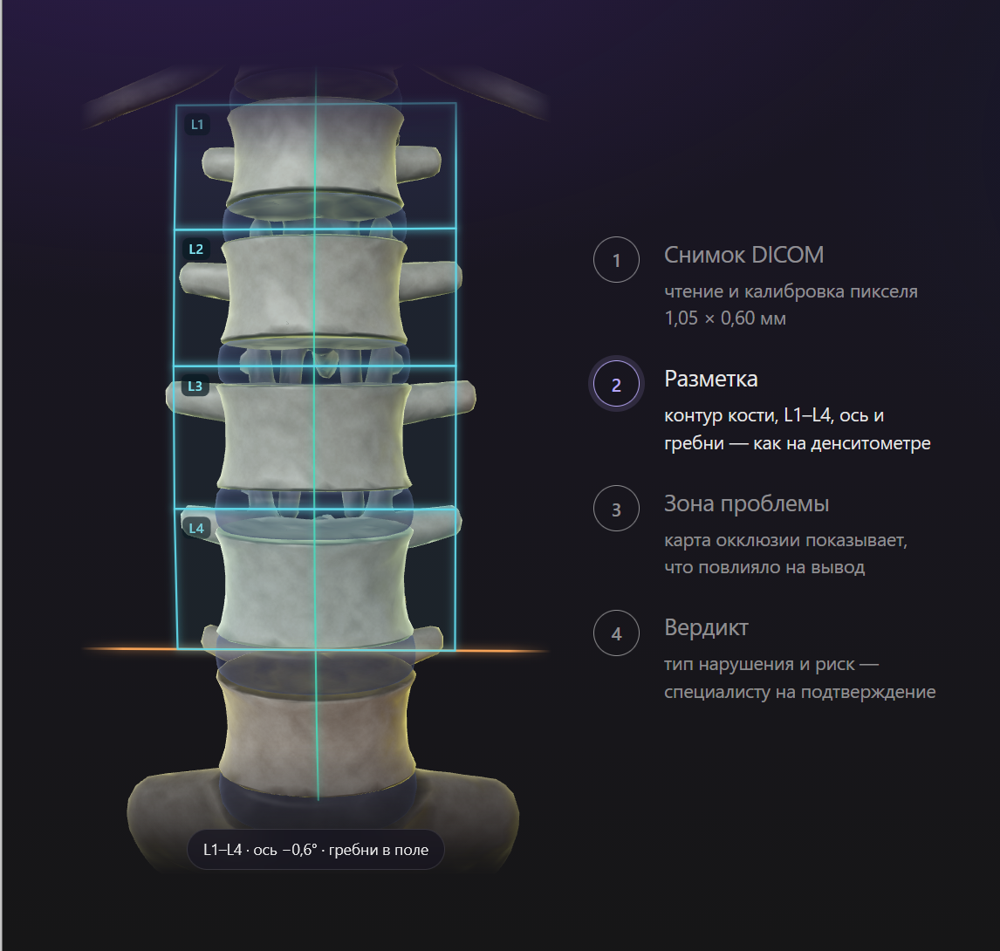 L1
L2
L3
L4
L1–L4 · ось −0,6° · гребни в поле
1
Снимок DICOM
чтение и калибровка пикселя
1,05 × 0,60 мм
2
Разметка
контур кости, L1–L4, ось и
гребни — как на денситометре
3
Зона проблемы
карта окклюзии показывает,
что повлияло на вывод
4
Вердикт
тип нарушения и риск —
специалисту на подтверждение